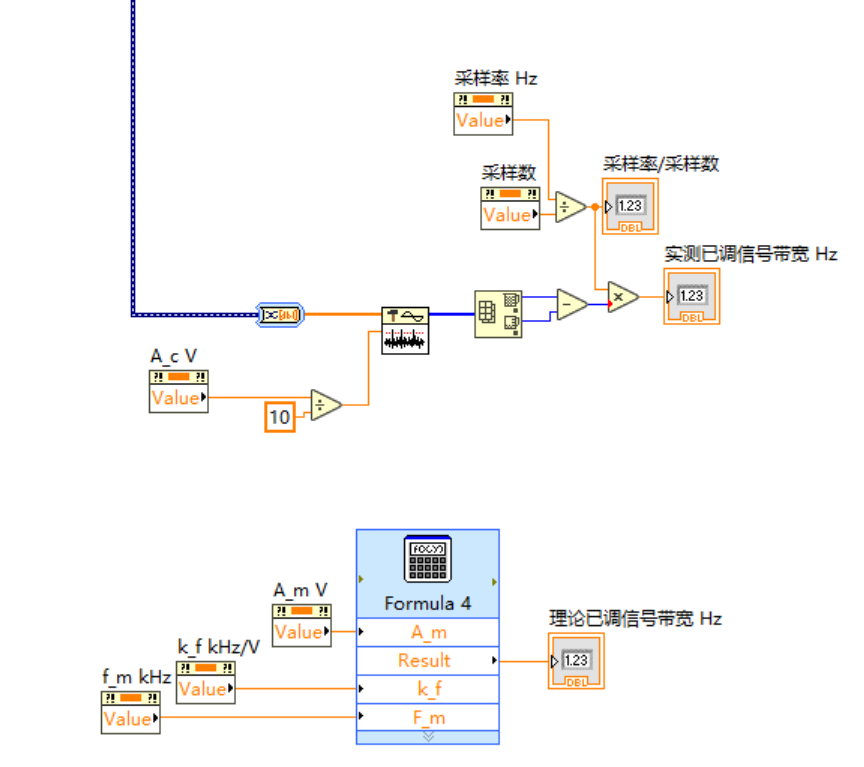 采样率 Hz
Value
采样数
Value
÷
采样率/采样数
1.23
DBL
实测已调信号带宽 Hz
−
×
1.23
DBL
A_c V
Value
10
÷
f(x,y)
Formula 4
A_m V
Value
A_m
理论已调信号带宽 Hz
Result
1.23
DBL
k_f kHz/V
Value
k_f
f_m kHz
Value
F_m